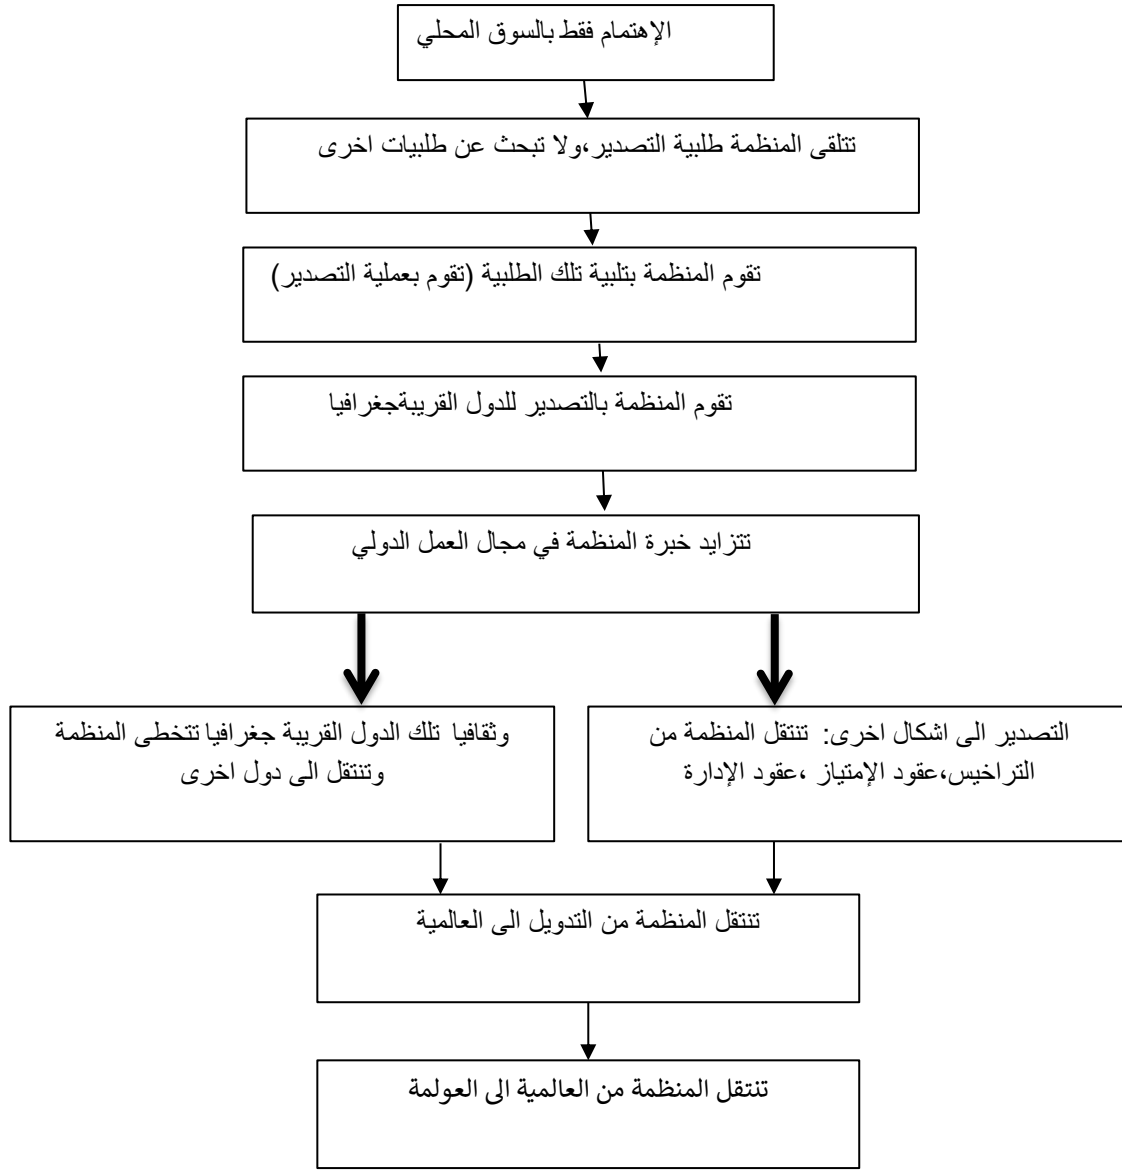 الإهتمام فقط بالسوق المحلي
تتلقى المنظمة طلبية التصدير،ولا تبحث عن طلبيات اخرى
تقوم المنظمة بتلبية تلك الطلبية (تقوم بعملية التصدير)
تقوم المنظمة بالتصدير للدول القريبةجغرافيا
تتزايد خبرة المنظمة في مجال العمل الدولي
التصدير الى اشكال اخرى: تنتقل المنظمة من
التراخيس،عقود الإمتياز ،عقود الإدارة
وثقافيا تلك الدول القريبة جغرافيا تتخطى المنظمة
وتنتقل الى دول اخرى
تنتقل المنظمة من التدويل الى العالمية
تنتقل المنظمة من العالمية الى العولمة